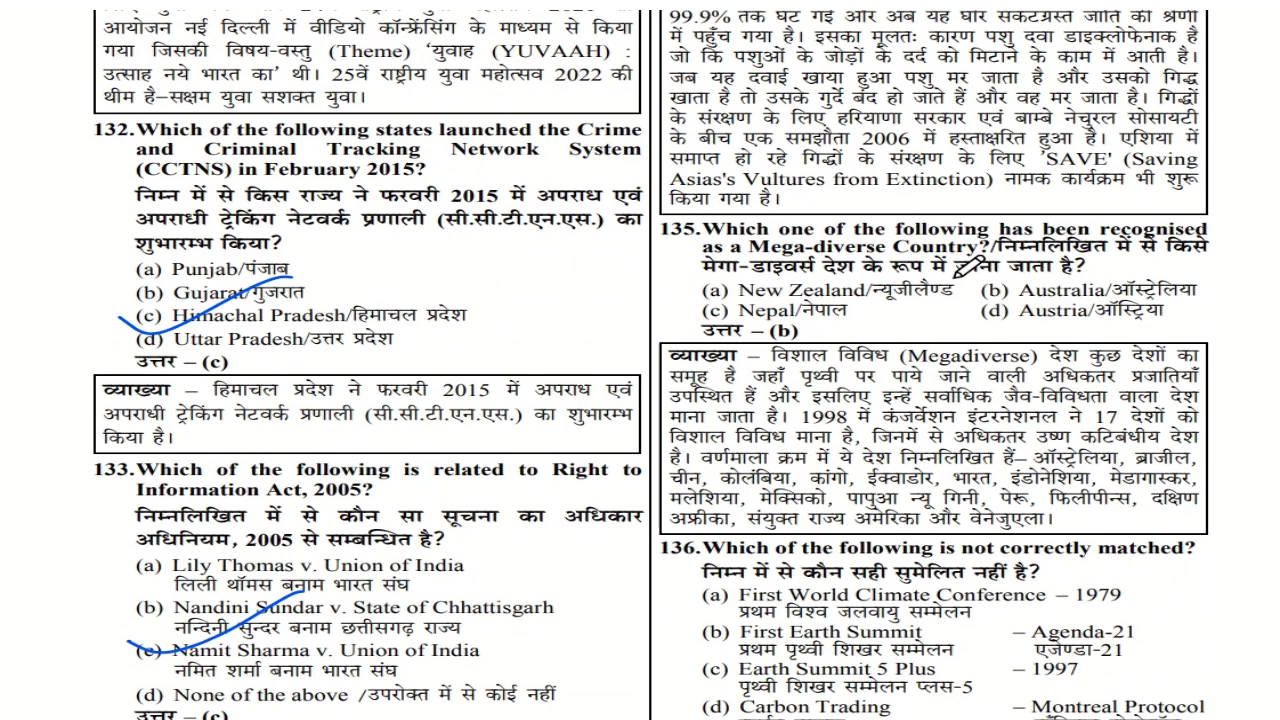 आयोजन नई दिल्ली में वीडियो कॉन्फ्रेंसिंग के माध्यम से किया
गया जिसकी विषय-वस्तु (Theme) ‘युवाह (YUVAAH) :
उत्साह नये भारत का’ थी। 25वें राष्ट्रीय युवा महोत्सव 2022 की
थीम है–सक्षम युवा सशक्त युवा।
132. Which of the following states launched the Crime
and Criminal Tracking Network System
(CCTNS) in February 2015?
निम्न में से किस राज्य ने फरवरी 2015 में अपराध एवं
अपराधी ट्रेकिंग नेटवर्क प्रणाली (सी.सी.टी.एन.एस.) का
शुभारम्भ किया?
(a) Punjab/पंजाब
(b) Gujarat/गुजरात
(c) Himachal Pradesh/हिमाचल प्रदेश
(d) Uttar Pradesh/उत्तर प्रदेश
उत्तर – (c)
व्याख्या – हिमाचल प्रदेश ने फरवरी 2015 में अपराध एवं
अपराधी ट्रेकिंग नेटवर्क प्रणाली (सी.सी.टी.एन.एस.) का शुभारम्भ
किया है।
133. Which of the following is related to Right to
Information Act, 2005?
निम्नलिखित में से कौन सा सूचना का अधिकार
अधिनियम, 2005 से सम्बन्धित है?
(a) Lily Thomas v. Union of India
लिली थॉमस बनाम भारत संघ
(b) Nandini Sundar v. State of Chhattisgarh
नन्दिनी सुन्दर बनाम छत्तीसगढ़ राज्य
(c) Namit Sharma v. Union of India
नमित शर्मा बनाम भारत संघ
(d) None of the above /उपरोक्त में से कोई नहीं
उत्तर – (c)
99.9% तक घट गई और अब यह घोर संकटग्रस्त जाति की श्रेणी
में पहुँच गया है। इसका मूलतः कारण पशु दवा डाइक्लोफेनाक है
जो कि पशुओं के जोड़ों के दर्द को मिटाने के काम में आती है।
जब यह दवाई खाया हुआ पशु मर जाता है और उसको गिद्ध
खाता है तो उसके गुर्दे बंद हो जाते हैं और वह मर जाता है। गिद्धों
के संरक्षण के लिए हरियाणा सरकार एवं बाम्बे नेचुरल सोसायटी
के बीच एक समझौता 2006 में हस्ताक्षरित हुआ है। एशिया में
समाप्त हो रहे गिद्धों के संरक्षण के लिए 'SAVE' (Saving
Asias's Vultures from Extinction) नामक कार्यक्रम भी शुरू
किया गया है।
135. Which one of the following has been recognised
as a Mega-diverse Country?/निम्नलिखित में से किसे
मेगा-डाइवर्स देश के रूप में जाना जाता है?
(a) New Zealand/न्यूजीलैण्ड (b) Australia/ऑस्ट्रेलिया
(c) Nepal/नेपाल (d) Austria/ऑस्ट्रिया
उत्तर – (b)
व्याख्या – विशाल विविध (Megadiverse) देश कुछ देशों का
समूह है जहाँ पृथ्वी पर पाये जाने वाली अधिकतर प्रजातियाँ
उपस्थित हैं और इसलिए इन्हें सर्वाधिक जैव-विविधता वाला देश
माना जाता है। 1998 में कंजर्वेशन इंटरनेशनल ने 17 देशों को
विशाल विविध माना है, जिनमें से अधिकतर उष्ण कटिबंधीय देश
है। वर्णमाला क्रम में ये देश निम्नलिखित हैं– ऑस्ट्रेलिया, ब्राजील,
चीन, कोलंबिया, कांगो, ईक्वाडोर, भारत, इंडोनेशिया, मेडागास्कर,
मलेशिया, मेक्सिको, पापुआ न्यू गिनी, पेरू, फिलीपीन्स, दक्षिण
अफ्रीका, संयुक्त राज्य अमेरिका और वेनेजुएला।
136. Which of the following is not correctly matched?
निम्न में से कौन सही सुमेलित नहीं है?
(a) First World Climate Conference – 1979
प्रथम विश्व जलवायु सम्मेलन
(b) First Earth Summit – Agenda-21
प्रथम पृथ्वी शिखर सम्मेलन एजेण्डा-21
(c) Earth Summit 5 Plus – 1997
पृथ्वी शिखर सम्मेलन प्लस-5
(d) Carbon Trading – Montreal Protocol